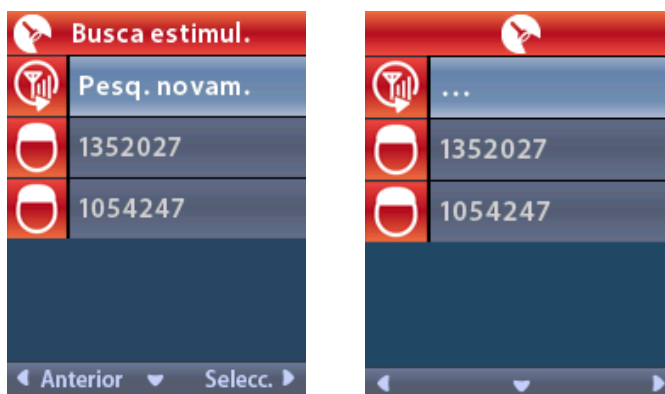 Busca estimul.
Pesq. novam.
1352027
1054247
Anterior Selecc.
...
1352027
1054247